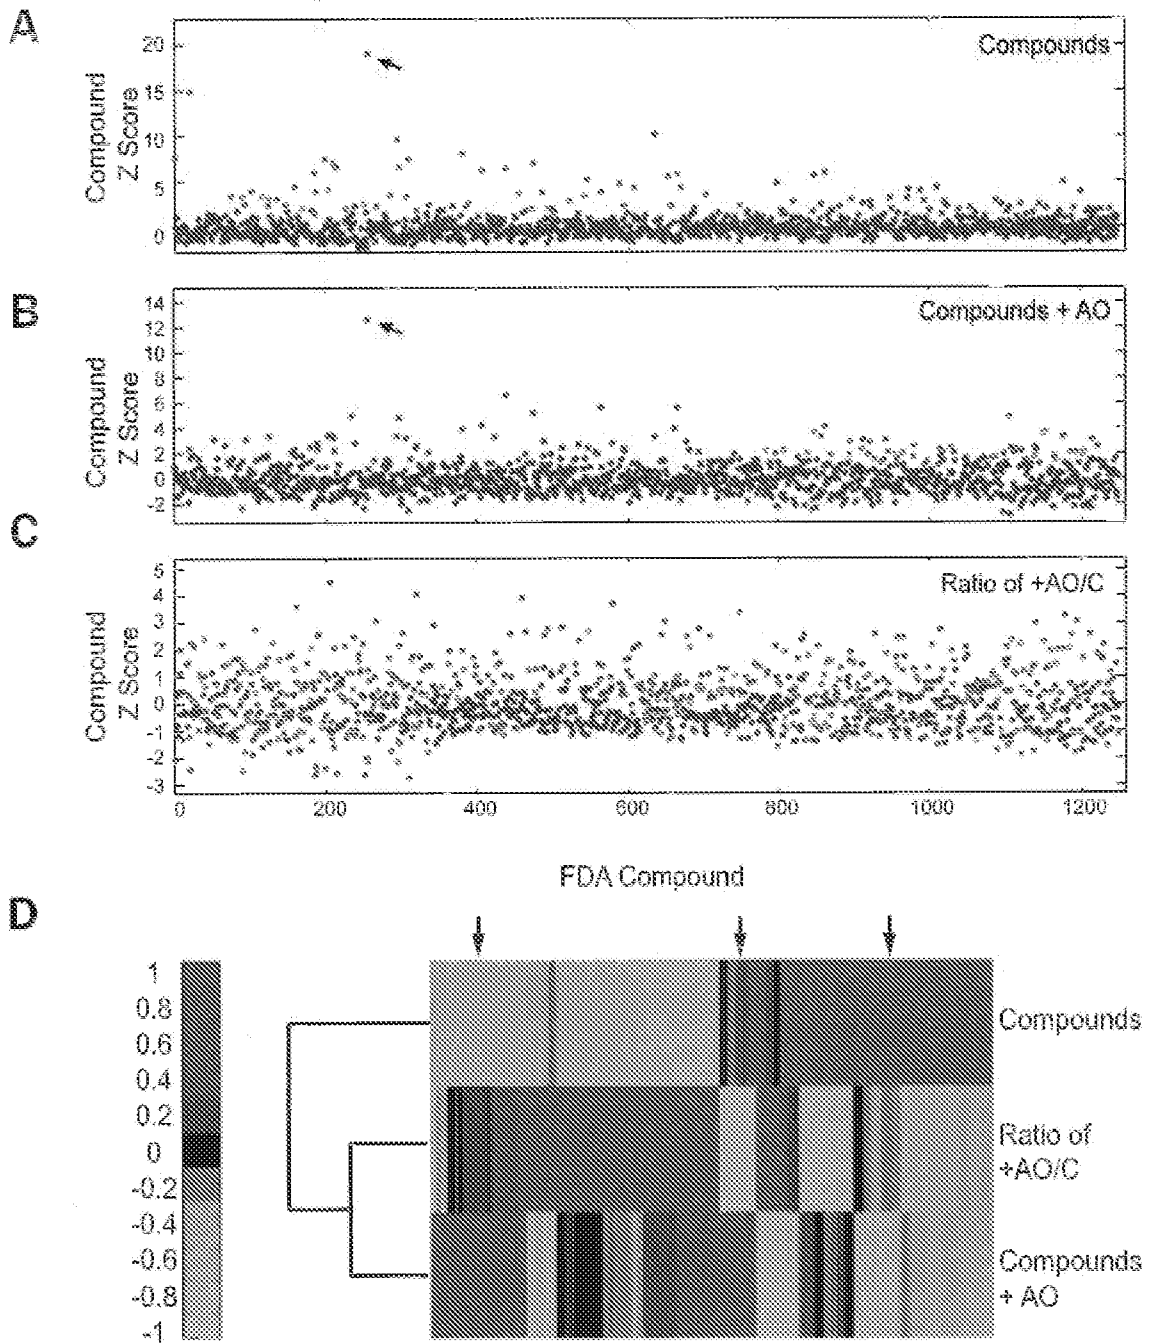 A
Compounds
Compound
Z Score
20
15
10
5
0
B
Compounds + AO
Compound
Z Score
14
12
10
8
6
4
2
0
-2
C
Ratio of +AO/C
Compound
Z Score
5
4
3
2
1
0
-1
-2
-3
0 200 400 600 800 1000 1200
FDA Compound
D
1
0.8
0.6
0.4
0.2
0
-0.2
-0.4
-0.6
-0.8
-1
Compounds
Ratio of
+AO/C
Compounds
+ AO